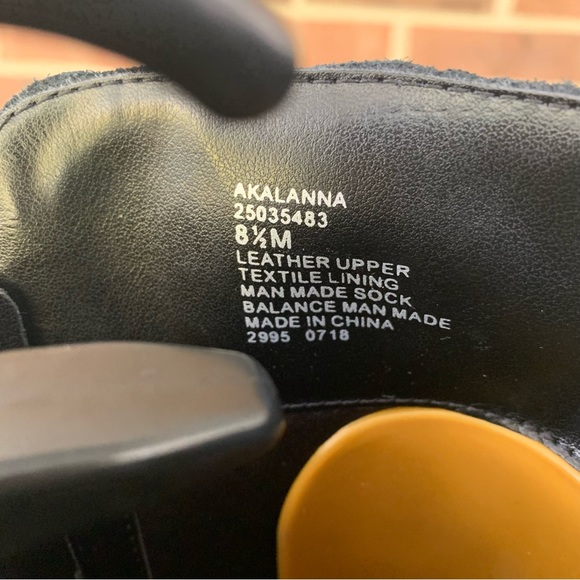 AKALANNA
25035483
8½M
LEATHER UPPER
TEXTILE LINING
MAN MADE SOCK
BALANCE MAN MADE
MADE IN CHINA
2995 0718